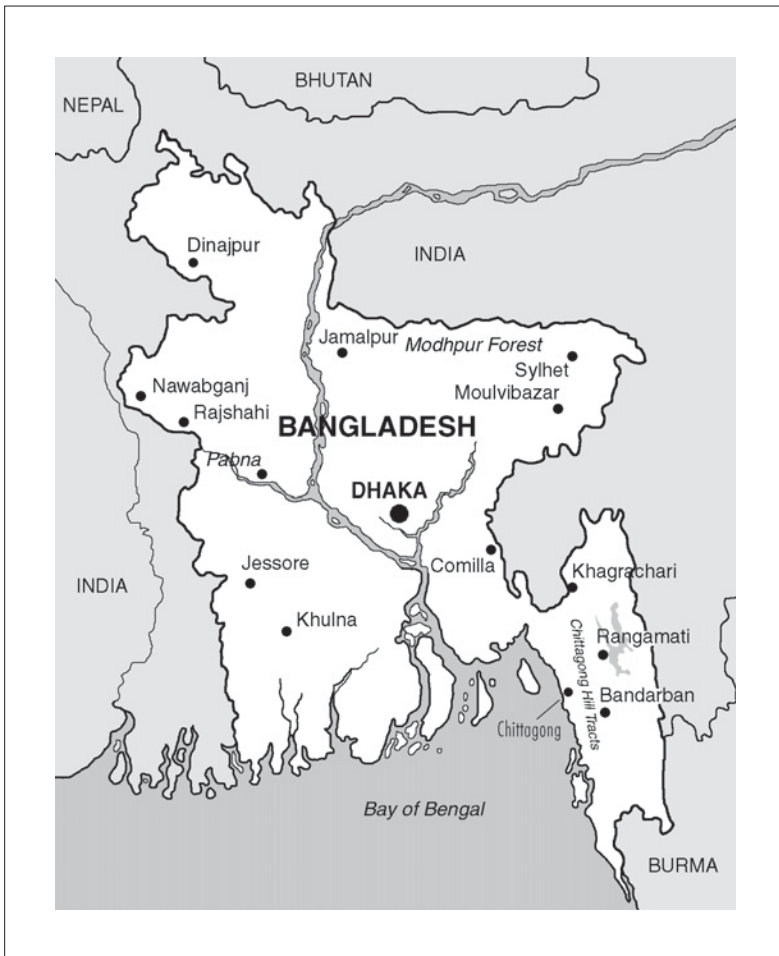 BHUTAN
NEPAL
Dinajpur
INDIA
Jamalpur
Modhpur Forest
Sylhet
Nawabganj
Moulvibazar
Rajshahi
BANGLADESH
Pabna
DHAKA
Jessore
Comilla
Khagrachari
INDIA
Khulna
Rangamati
Chittagong Hill Tracts
Bandarban
Chittagong
Bay of Bengal
BURMA